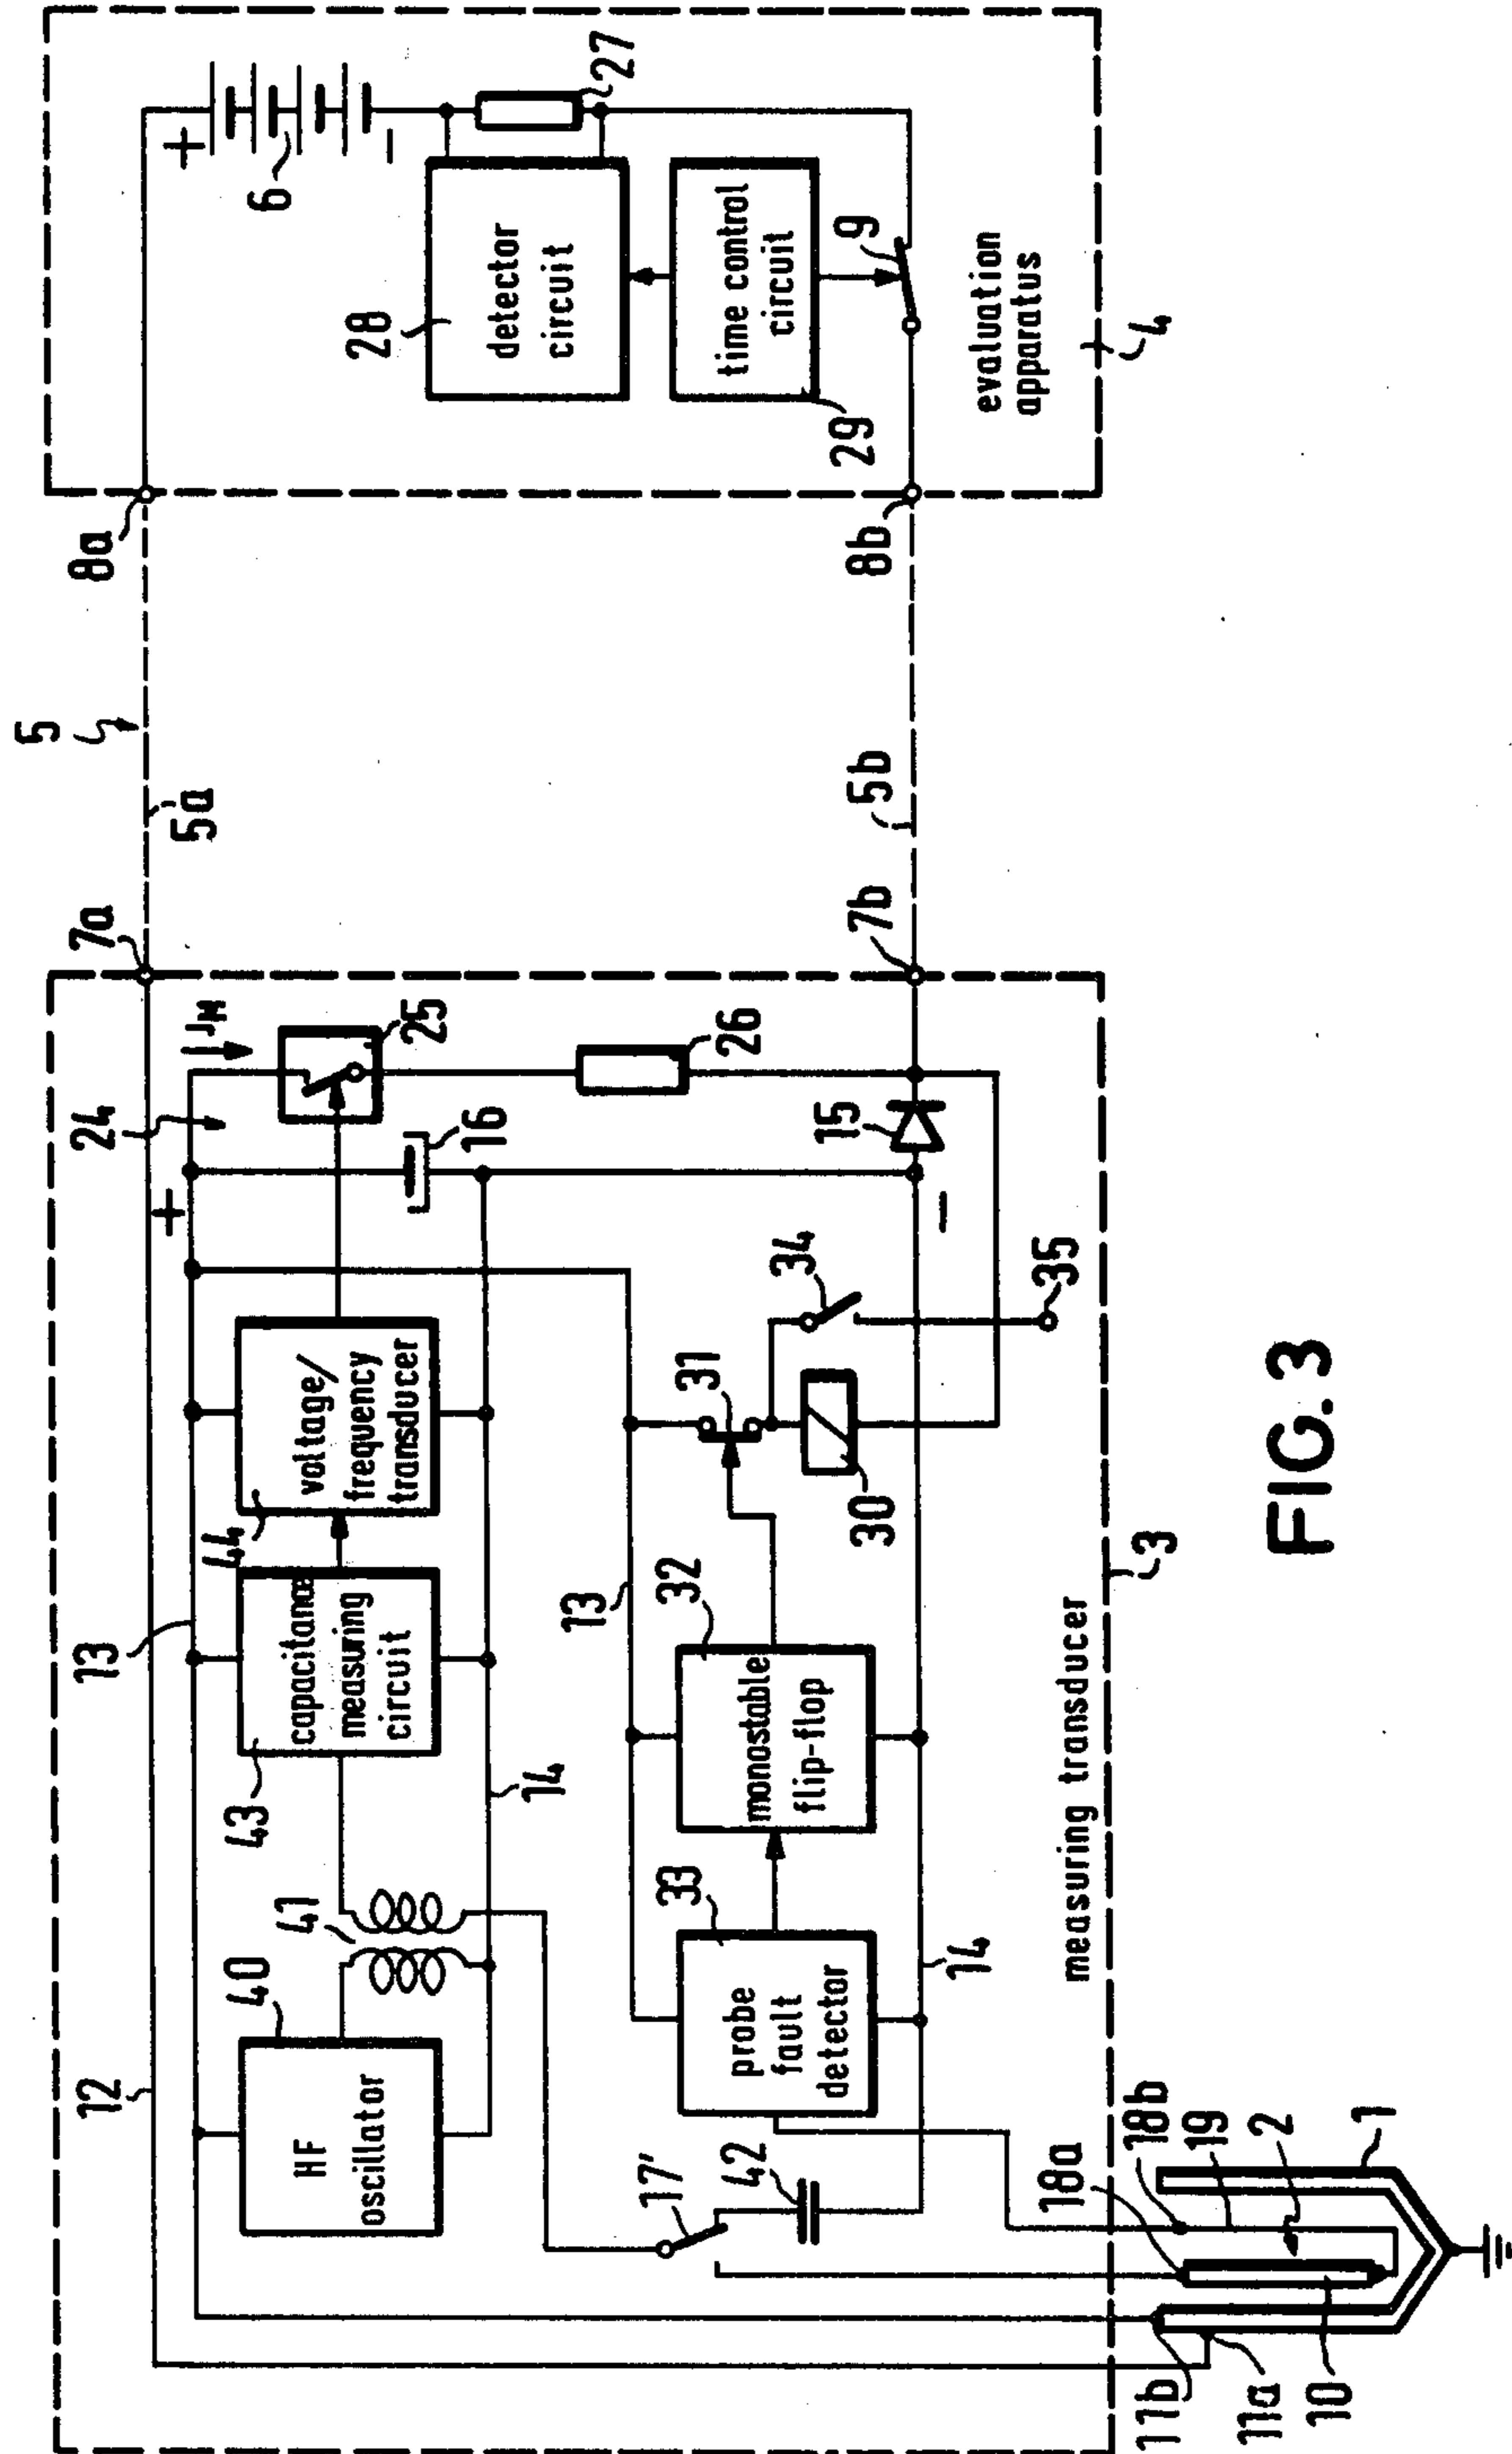 5
5a
5b
7a
7b
8a
8b
+
6
−
27
28
detector
circuit
time control
circuit
29
9
evaluation
apparatus
4
12
40
HF
oscillator
41
43
capacitance
measuring
circuit
13
44
voltage/
frequency
transducer
+
24
JM
25
16
26
14
13
17'
42
33
probe
fault
detector
32
monostable
flip-flop
31
30
34
35
15
−
14
measuring transducer
3
11b
11a
10
18a
18b
19
2
1
FIG. 3